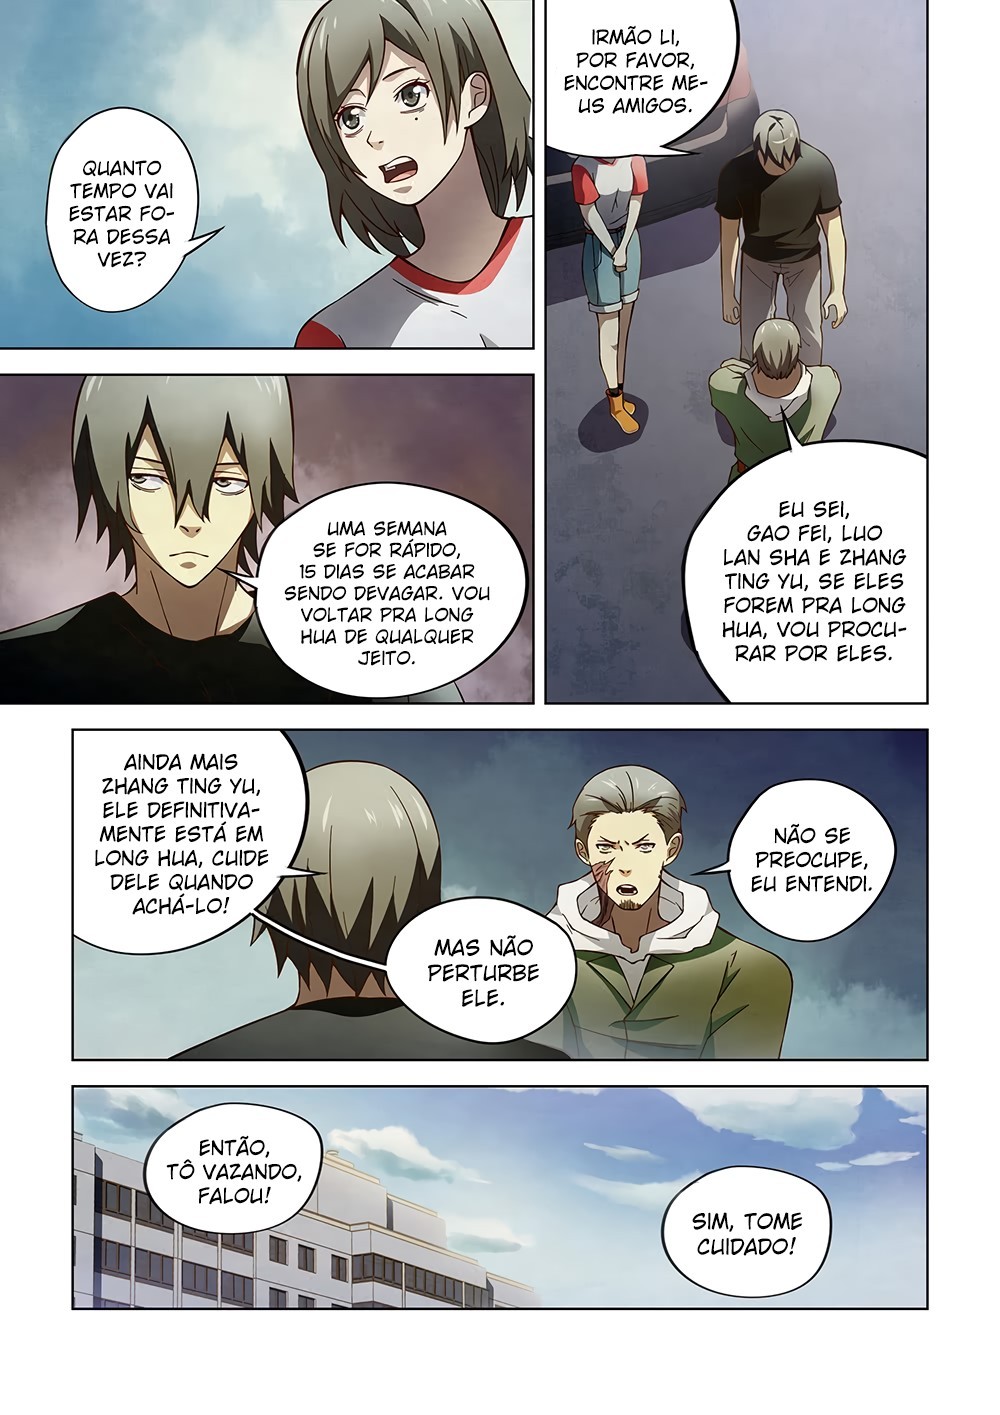 QUANTO
TEMPO VAI
ESTAR FO-
RA DESSA
VEZ?
UMA SEMANA
SE FOR RÁPIDO,
15 DIAS SE ACABAR
SENDO DEVAGAR. VOU
VOLTAR PRA LONG
HUA DE QUALQUER
JEITO.
IRMÃO LI,
POR FAVOR,
ENCONTRE ME-
US AMIGOS.
EU SEI,
GAO FEI, LUO
LAN SHA E ZHANG
TING YU, SE ELES
FOREM PRA LONG
HUA, VOU PROCU-
RAR POR ELES.
AINDA MAIS
ZHANG TING YU,
ELE DEFINITIVA-
MENTE ESTÁ EM
LONG HUA, CUIDE
DELE QUANDO
ACHÁ-LO!
MAS NÃO
PERTURBE
ELE.
NÃO SE
PREOCUPE,
EU ENTENDI.
ENTÃO,
TÔ VAZANDO,
FALOU!
SIM, TOME
CUIDADO!